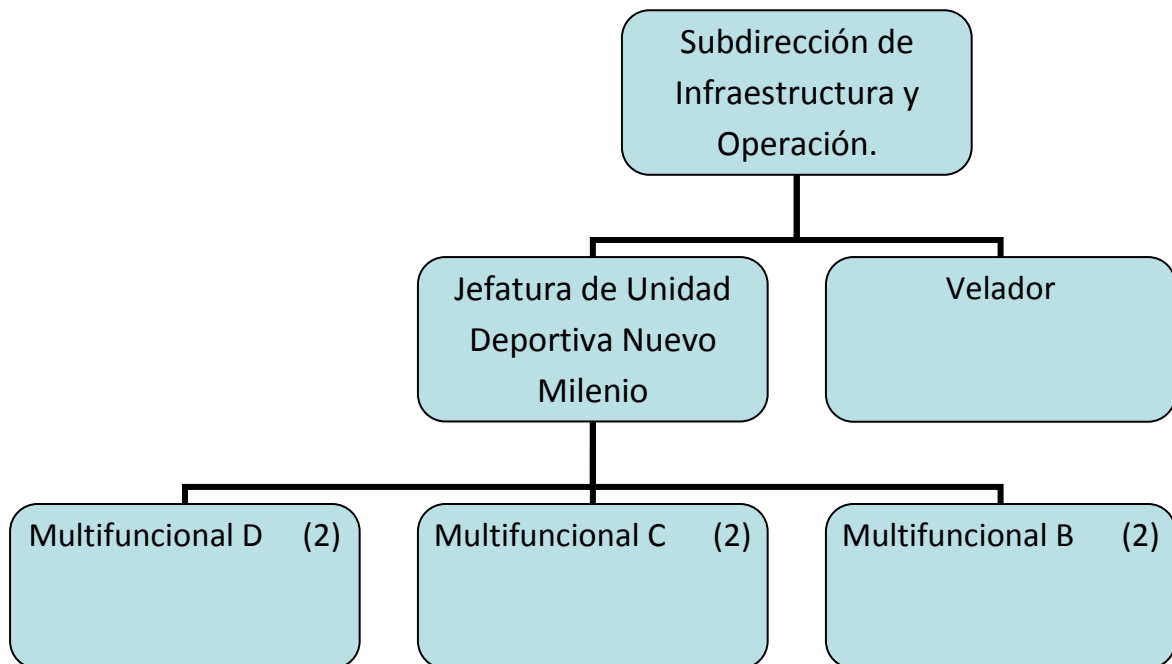 Subdirección de
Infraestructura y
Operación.
Jefatura de Unidad
Deportiva Nuevo
Milenio
Velador
Multifuncional D (2)
Multifuncional C (2)
Multifuncional B (2)